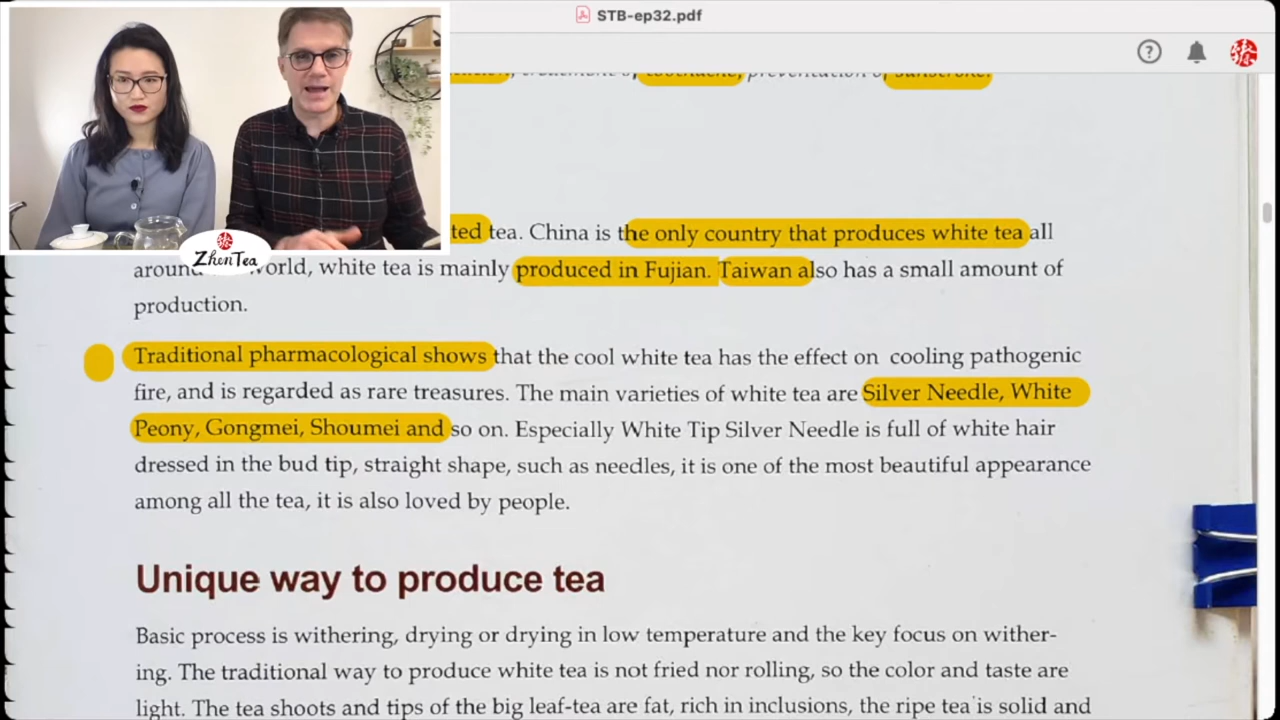 STB-ep32.pdf
toothache, prevention of sunstroke.
ZhenTea
ted tea. China is the only country that produces white tea all
around world, white tea is mainly produced in Fujian. Taiwan also has a small amount of
production.
Traditional pharmacological shows that the cool white tea has the effect on cooling pathogenic
fire, and is regarded as rare treasures. The main varieties of white tea are Silver Needle, White
Peony, Gongmei, Shoumei and so on. Especially White Tip Silver Needle is full of white hair
dressed in the bud tip, straight shape, such as needles, it is one of the most beautiful appearance
among all the tea, it is also loved by people.
Unique way to produce tea
Basic process is withering, drying or drying in low temperature and the key focus on wither-
ing. The traditional way to produce white tea is not fried nor rolling, so the color and taste are
light. The tea shoots and tips of the big leaf-tea are fat, rich in inclusions, the ripe tea is solid and